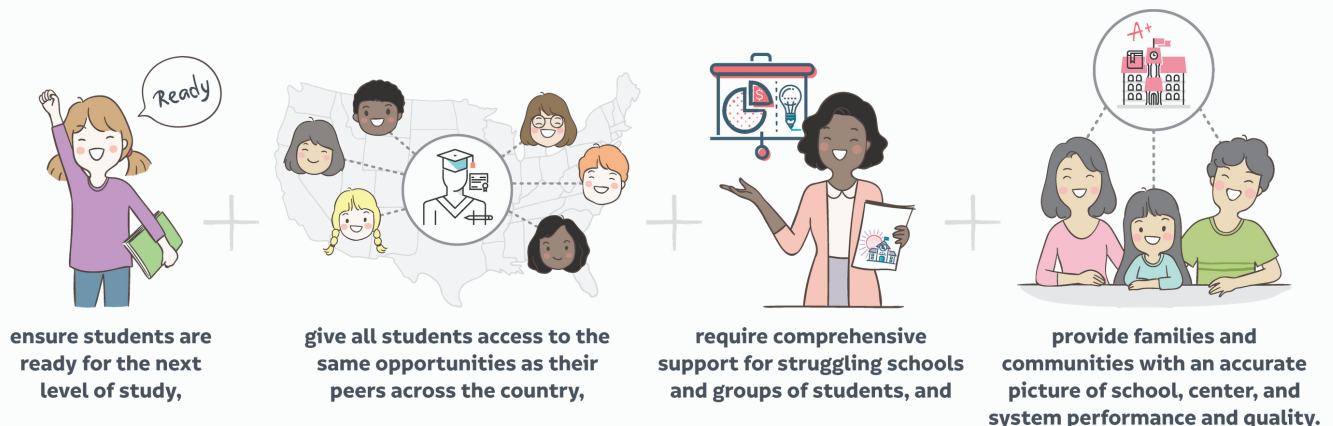 Ready
A+
$
ensure students are
ready for the next
level of study,
give all students access to the
same opportunities as their
peers across the country,
require comprehensive
support for struggling schools
and groups of students, and
provide families and
communities with an accurate
picture of school, center, and
system performance and quality.